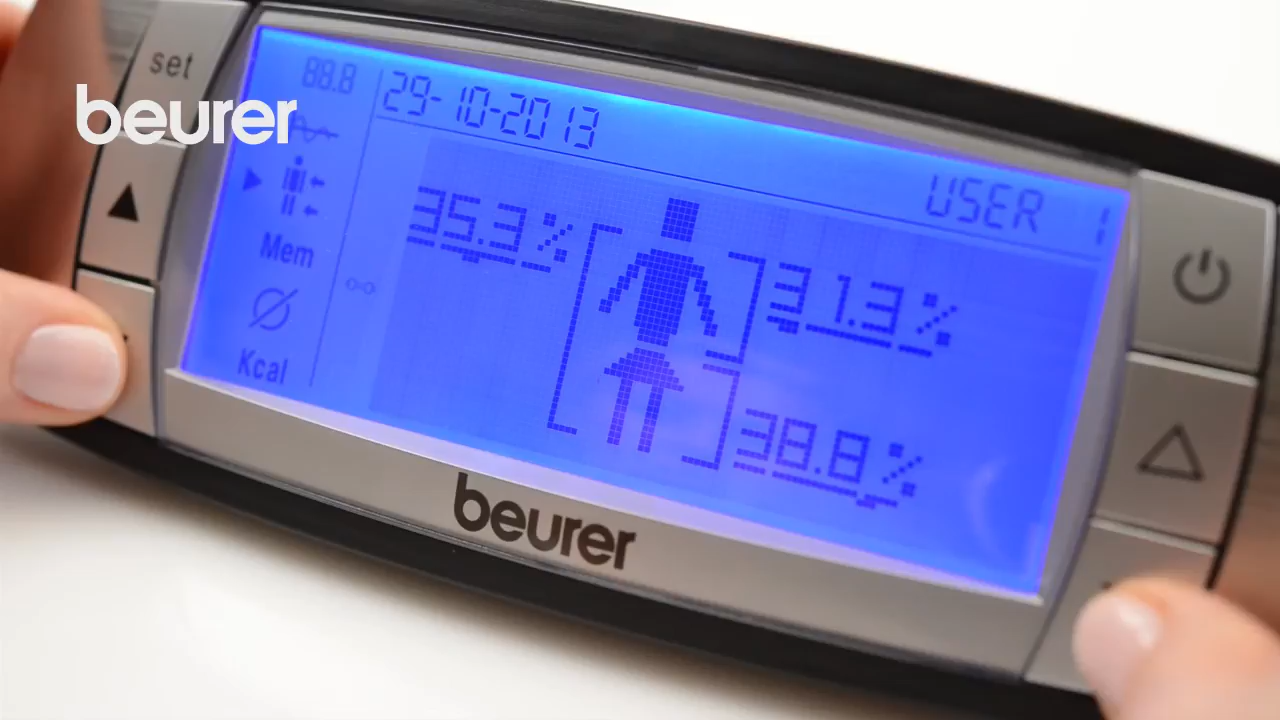 set
beurer
88.8
29-10-2013
USER 1
35.3%
31.3%
Mem
Kcal
38.8%
beurer